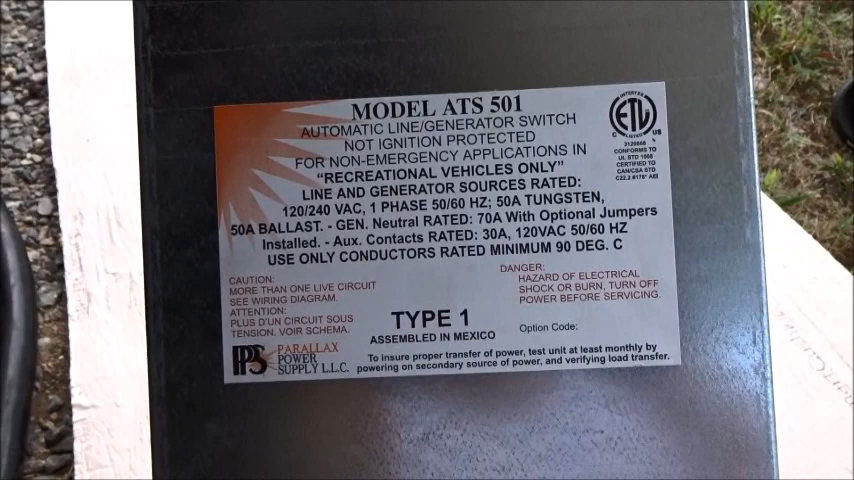 MODEL ATS 501
AUTOMATIC LINE/GENERATOR SWITCH
NOT IGNITION PROTECTED
FOR NON-EMERGENCY APPLICATIONS IN
"RECREATIONAL VEHICLES ONLY"
LINE AND GENERATOR SOURCES RATED:
120/240 VAC, 1 PHASE 50/60 HZ; 50A TUNGSTEN,
50A BALLAST. - GEN. Neutral RATED: 70A With Optional Jumpers
Installed. - Aux. Contacts RATED: 30A, 120VAC 50/60 HZ
USE ONLY CONDUCTORS RATED MINIMUM 90 DEG. C
INTERTEK
ETL
LISTED
C US
3120868
CONFORMS TO
UL STD 1008
CERTIFIED TO
CAN/CSA STD
CAUTION:
MORE THAN ONE LIVE CIRCUIT
SEE WIRING DIAGRAM.
ATTENTION:
PLUS D'UN CIRCUIT SOUS
TENSION. VOIR SCHEMA.
DANGER:
HAZARD OF ELECTRICAL
SHOCK OR BURN, TURN OFF
POWER BEFORE SERVICING.
TYPE 1
ASSEMBLED IN MEXICO
Option Code:
PPS
PARALLAX
POWER
SUPPLY L.L.C.
To insure proper transfer of power, test unit at least monthly by
powering on secondary source of power, and verifying load transfer.